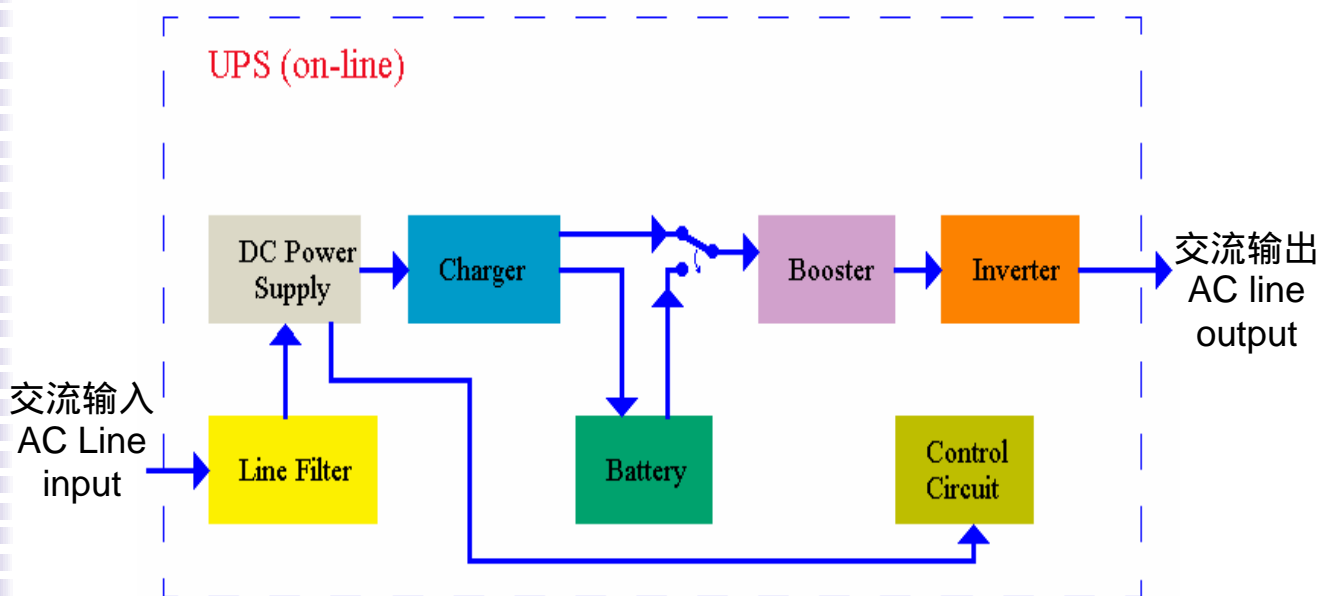 UPS (on-line)
DC Power
Supply
Charger
Booster
Inverter
交流输出
AC line
output
交流输入
AC Line
input
Line Filter
Battery
Control
Circuit